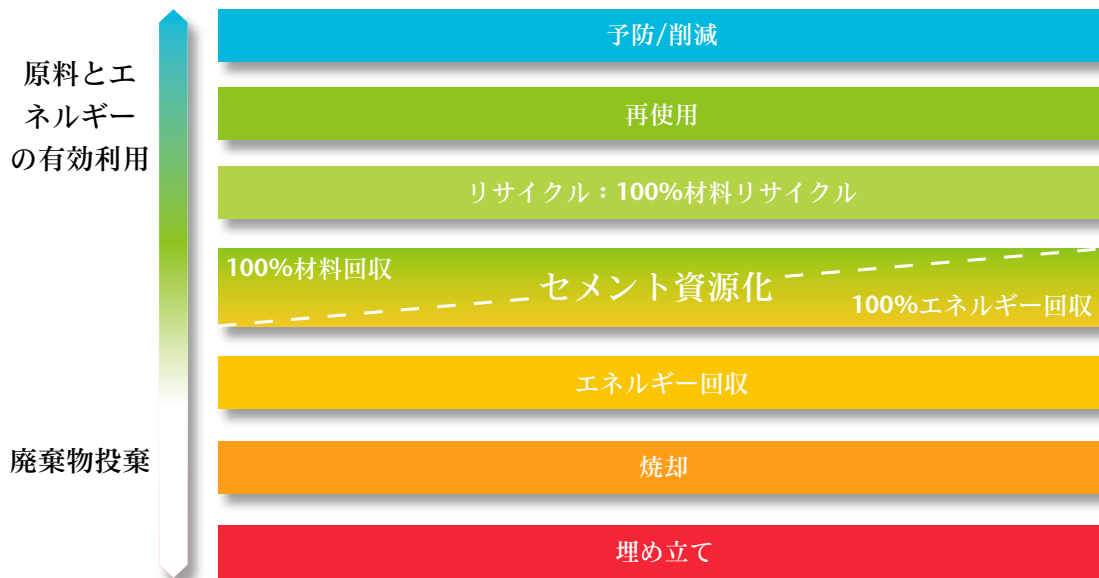 原料とエ
ネルギー
の有効利用
廃棄物投棄
予防/削減
再使用
リサイクル：100%材料リサイクル
100%材料回収
セメント資源化
100%エネルギー回収
エネルギー回収
焼却
埋め立て